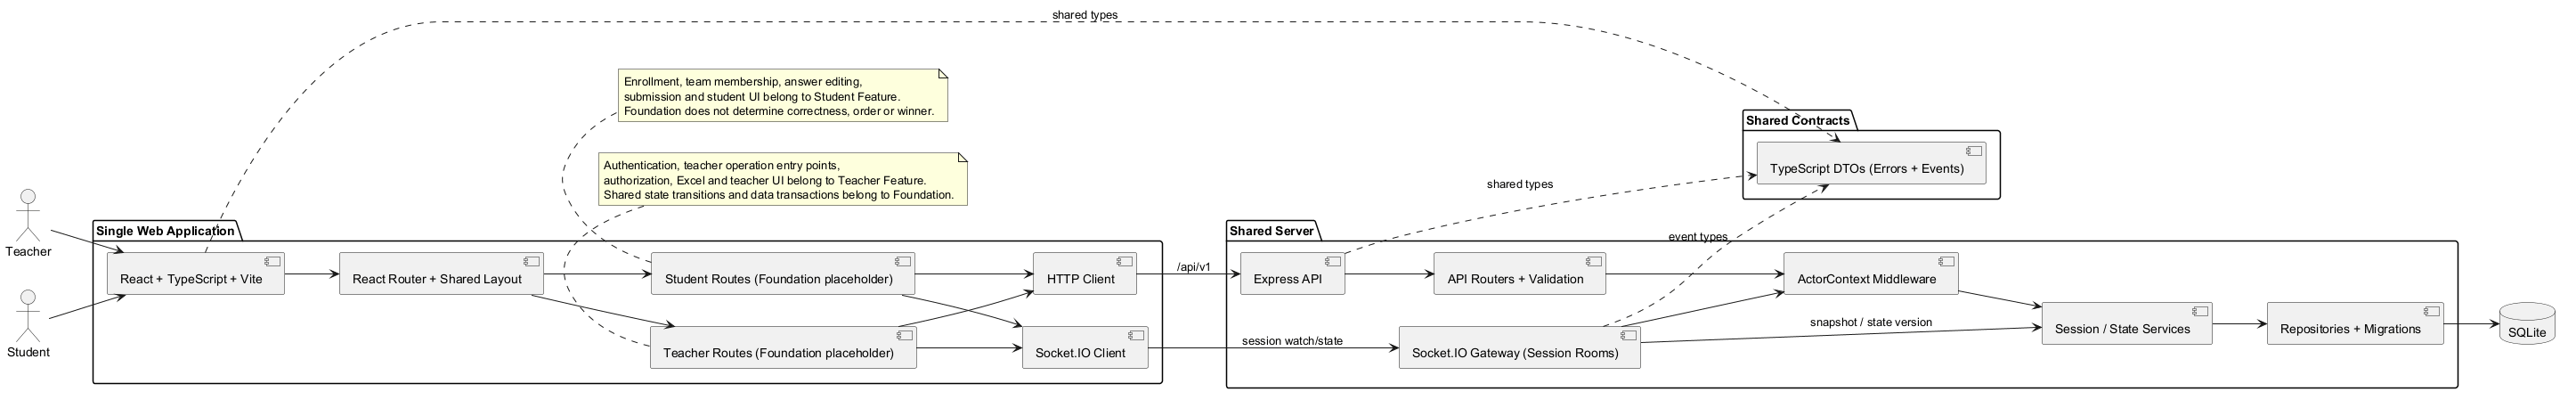 shared types
Enrollment, team membership, answer editing,
submission and student UI belong to Student Feature.
Foundation does not determine correctness, order or winner.
Shared Contracts
TypeScript DTOs (Errors + Events)
Authentication, teacher operation entry points,
authorization, Excel and teacher UI belong to Teacher Feature.
Shared state transitions and data transactions belong to Foundation.
shared types
Teacher
Single Web Application
Shared Server
event types
React + TypeScript + Vite
React Router + Shared Layout
Student Routes (Foundation placeholder)
HTTP Client
/api/v1
Express API
API Routers + Validation
ActorContext Middleware
Student
Teacher Routes (Foundation placeholder)
Socket.IO Client
session watch/state
Socket.IO Gateway (Session Rooms)
snapshot / state version
Session / State Services
Repositories + Migrations
SQLite